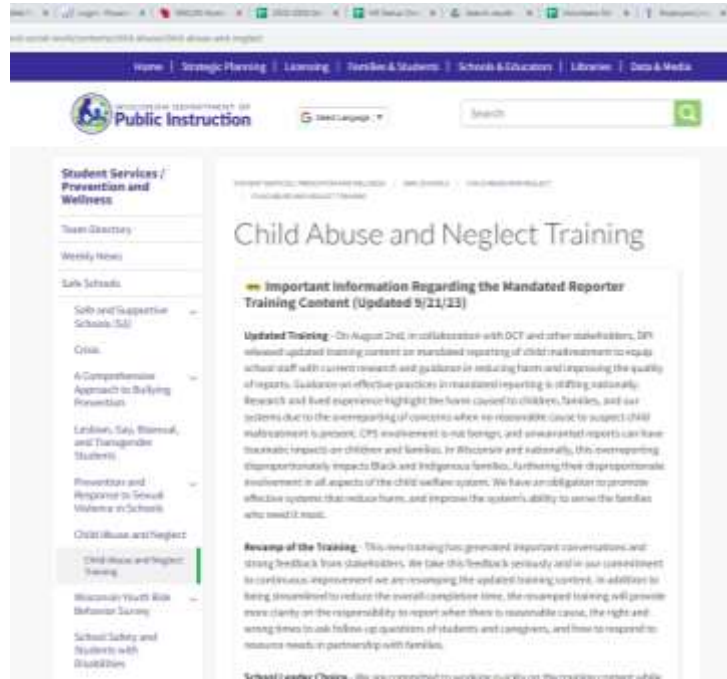 Home | Strategic Planning | Licensing | Families & Students | Schools & Educators | Libraries | Data & Media
WISCONSIN DEPARTMENT OF
Public Instruction
Select Language
Search
Student Services /
Prevention and
Wellness
Team Directory
Weekly News
Safe Schools
Safe and Supportive
Schools (S3)
Crisis
A Comprehensive
Approach to Bullying
Prevention
Lesbian, Gay, Bisexual,
and Transgender
Students
Prevention and
Response to Sexual
Violence in Schools
Child Abuse and Neglect
Child Abuse and Neglect
Training
Wisconsin Youth Risk
Behavior Survey
School Safety and
Students with
Disabilities
Child Abuse and Neglect Training
Important Information Regarding the Mandated Reporter
Training Content (Updated 9/21/23)
Updated Training - On August 2nd, in collaboration with DCF and other stakeholders, DPI
released updated training content on mandated reporting of child maltreatment to equip
school staff with current research and guidance in reducing harm and improving the quality
of reports. Guidance on effective practices in mandated reporting is shifting nationally.
Research and lived experience highlight the harm caused to children, families, and our
systems due to the overreporting of concerns when no reasonable cause to suspect child
maltreatment is present. CPS involvement is not benign, and unwarranted reports can have
traumatic impacts on children and families. In Wisconsin and nationally, this overreporting
disproportionately impacts Black and Indigenous families, furthering their disproportionate
involvement in all aspects of the child welfare system. We have an obligation to promote
effective systems that reduce harm, and improve the system's ability to serve the families
who need it most.
Revamp of the Training - This new training has generated important conversations and
strong feedback from stakeholders. We take this feedback seriously and in our commitment
to continuous improvement we are revamping the updated training content. In addition to
being streamlined to reduce the overall completion time, the revamped training will provide
more clarity on the responsibility to report when there is reasonable cause, the right and
wrong times to ask follow-up questions of students and caregivers, and how to respond to
resource needs in partnership with families.
School Leader Choice - We are committed to working quickly on the training content while